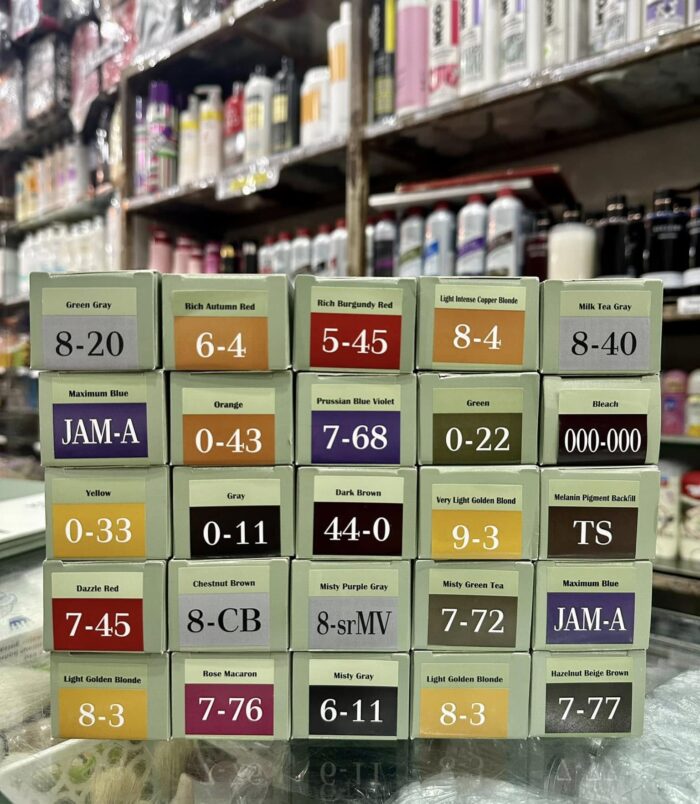 Green Gray
8-20
Rich Autumn Red
6-4
Rich Burgundy Red
5-45
Light Intense Copper Blonde
8-4
Milk Tea Gray
8-40
Maximum Blue
JAM-A
Orange
0-43
Prussian Blue Violet
7-68
Green
0-22
Bleach
000-000
Yellow
0-33
Gray
0-11
Dark Brown
44-0
Very Light Golden Blond
9-3
Melanin Pigment Backfill
TS
Dazzle Red
7-45
Chestnut Brown
8-CB
Misty Purple Gray
8-srMV
Misty Green Tea
7-72
Maximum Blue
JAM-A
Light Golden Blonde
8-3
Rose Macaron
7-76
Misty Gray
6-11
Light Golden Blonde
8-3
Hazelnut Beige Brown
7-77